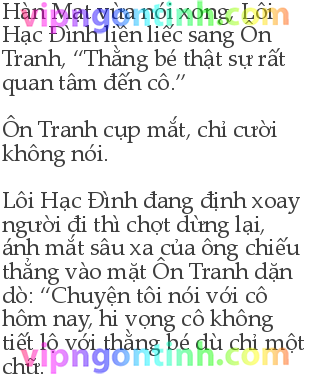 Hàn Mạt vừa nói xong, Lôi
Hạc Đình liền liếc sang Ôn
Tranh, “Thằng bé thật sự rất
quan tâm đến cô.”
Ôn Tranh cụp mắt, chỉ cười
không nói.
Lôi Hạc Đình đang định xoay
người đi thì chợt dừng lại,
ánh mắt sâu xa của ông chiếu
thẳng vào mặt Ôn Tranh dặn
dò: “Chuyện tôi nói với cô
hôm nay, hi vọng cô không
tiết lộ với thằng bé dù chỉ một
chữ.
vipngontinh.com
vipngontinh.com